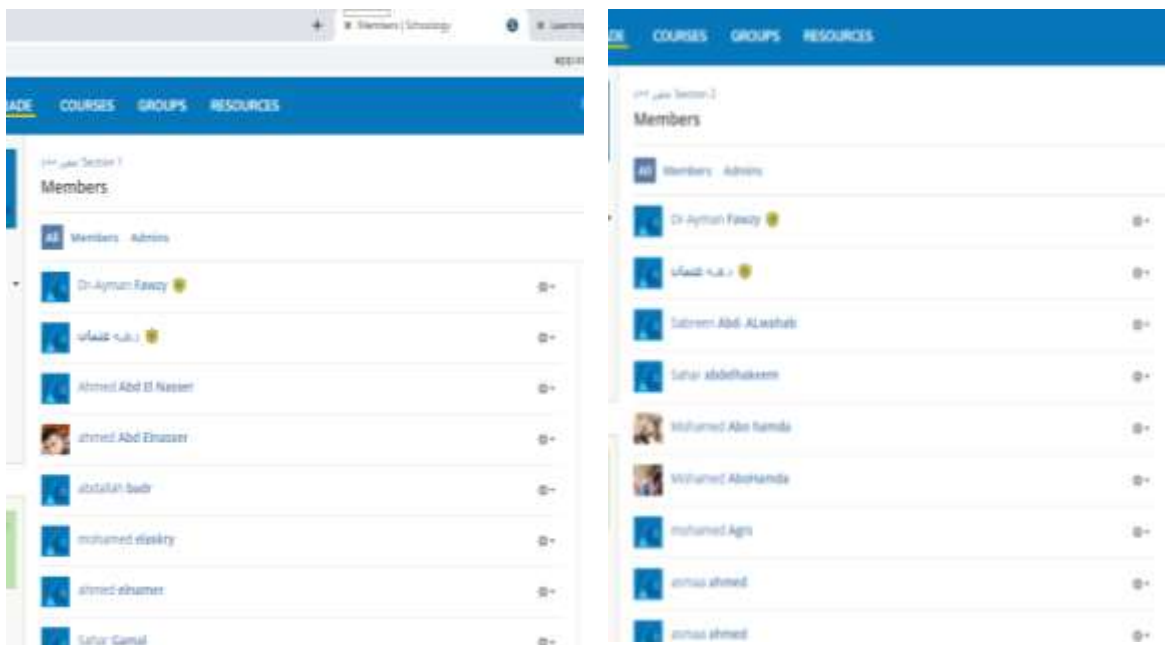 Members | Schoology
ADE COURSES GROUPS RESOURCES
Section 1
Members
All Members Admins
Dr-Ayman Fawzy
عثمان
Ahmed Abd El Nasser
ahmed Abd Elnasser
abdallah badr
mohamed elaskry
ahmed elnamer
Sahar Gamal
COURSES GROUPS RESOURCES
Section 2
Members
All Members Admins
Dr-Ayman Fawzy
عثمان
Sabreen Abd- ALwahab
Sahar abdelhakeem
Mohamed Abo hamda
Mohamed AboHamda
mohamed Agrs
asmaa ahmed
asmaa ahmed